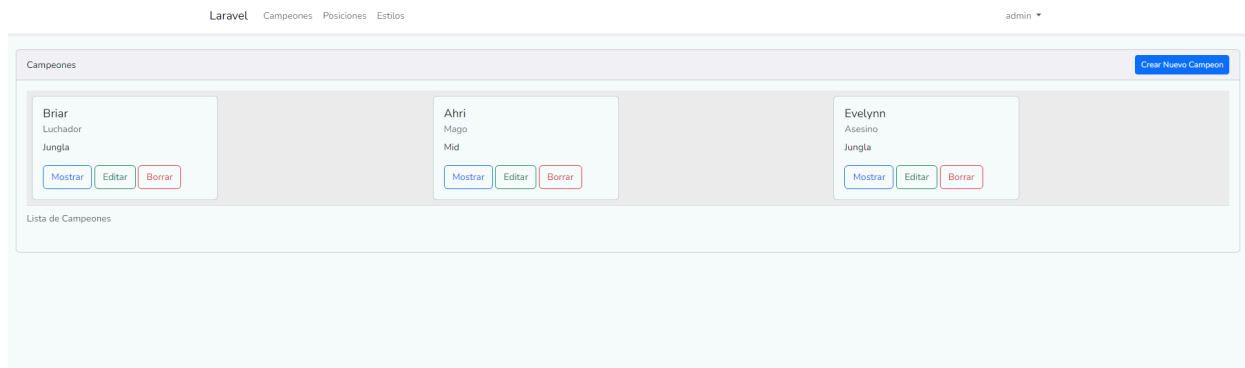 Laravel Campeones Posiciones Estilos admin
Campeones Crear Nuevo Campeon
Briar
Luchador
Jungla
Mostrar Editar Borrar
Ahri
Mago
Mid
Mostrar Editar Borrar
Evelynn
Asesino
Jungla
Mostrar Editar Borrar
Lista de Campeones